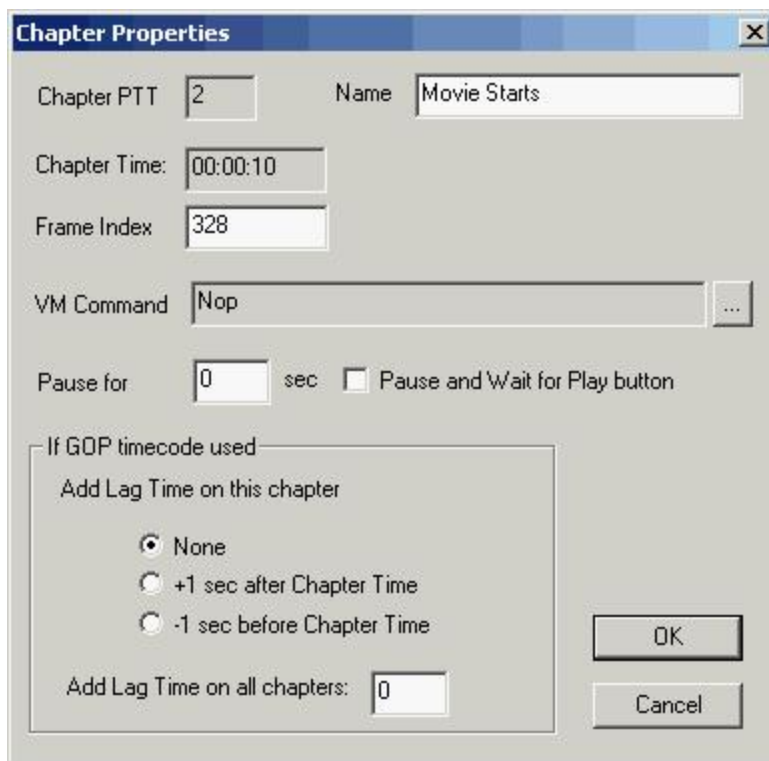 Chapter Properties
Chapter PTT 2 Name Movie Starts
Chapter Time: 00:00:10
Frame Index 328
VM Command Nop ...
Pause for 0 sec Pause and Wait for Play button
If GOP timecode used
Add Lag Time on this chapter
None
+1 sec after Chapter Time
-1 sec before Chapter Time
OK
Add Lag Time on all chapters: 0
Cancel